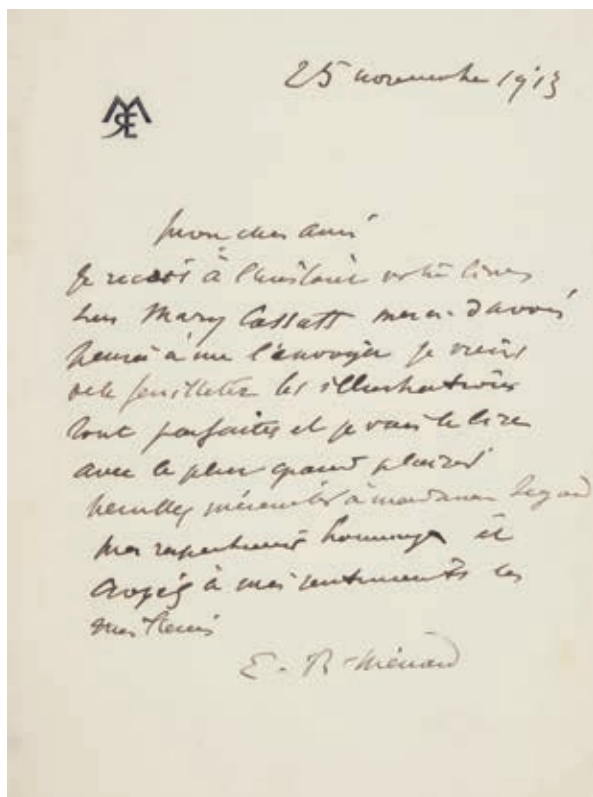 25 novembre 1913
Mon cher ami
Je reçois à l'instant votre livre
sur Mary Cassatt merci d'avoir
pensé à me l'envoyer je viens
de le feuilleter les illustrations
sont parfaites et je vais le lire
avec le plus grand plaisir
veuillez présenter à madame Segard
mes respectueux hommages et
croyez à mes sentiments les
meilleurs
E. R. Ménard